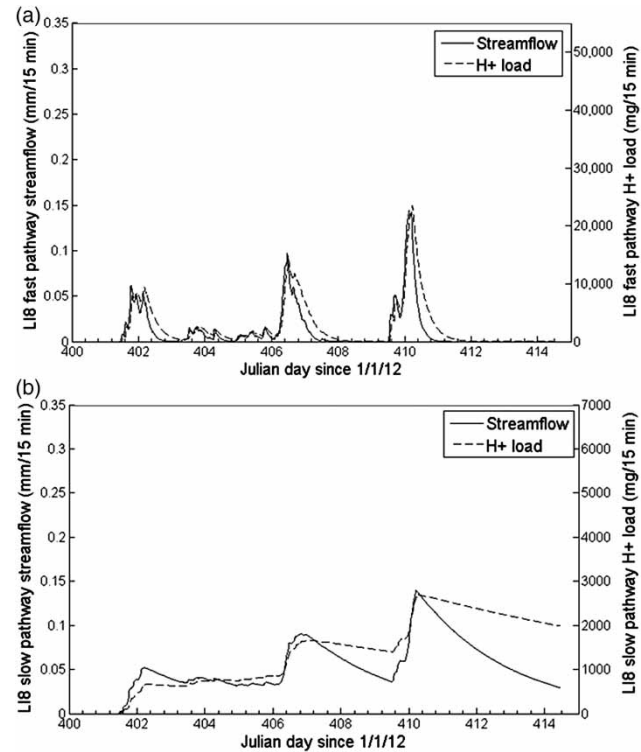 (a)
LI8 fast pathway streamflow (mm/15 min)
0.35
0.3
0.25
0.2
0.15
0.1
0.05
0
Streamflow
H+ load
50,000
40,000
30,000
20,000
10,000
0
LI8 fast pathway H+ load (mg/15 min)
400 402 404 406 408 410 412 414
Julian day since 1/1/12
(b)
LI8 slow pathway streamflow (mm/15 min)
0.35
0.3
0.25
0.2
0.15
0.1
0.05
0
Streamflow
H+ load
7000
6000
5000
4000
3000
2000
1000
0
LI8 slow pathway H+ load (mg/15 min)
400 402 404 406 408 410 412 414
Julian day since 1/1/12